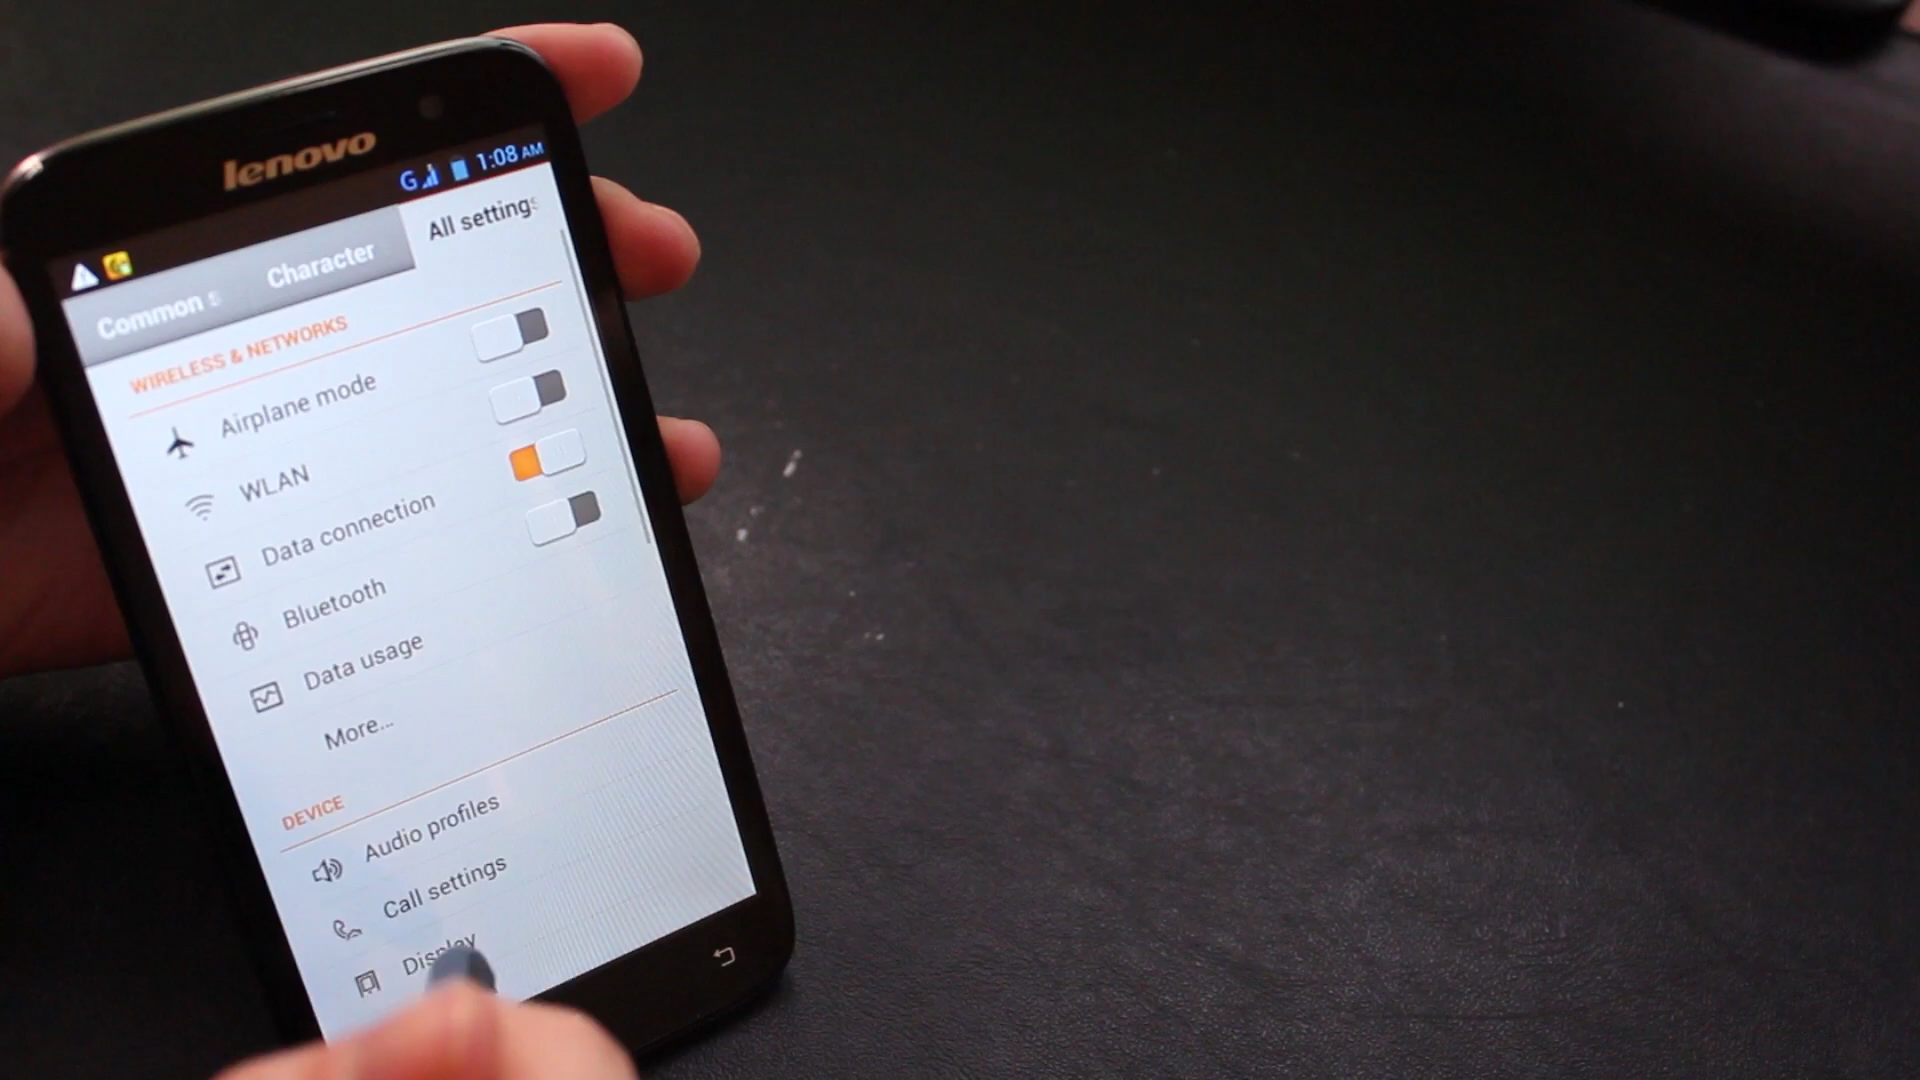 lenovo
G 1:08 AM
Common
Character
All settings
WIRELESS & NETWORKS
Airplane mode
WLAN
Data connection
Bluetooth
Data usage
More...
DEVICE
Audio profiles
Call settings
Display